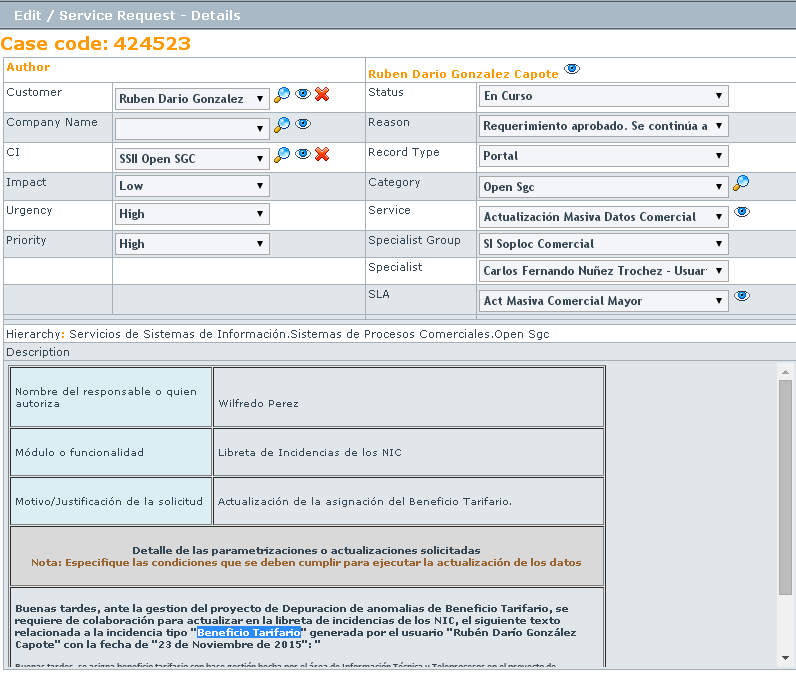 Edit / Service Request - Details
Case code: 424523
Author
Ruben Dario Gonzalez Capote
Customer
Ruben Dario Gonzalez
Status
En Curso
Company Name
Reason
Requerimiento aprobado. Se continúa a
CI
SSII Open SGC
Record Type
Portal
Impact
Low
Category
Open Sgc
Urgency
High
Service
Actualización Masiva Datos Comercial
Priority
High
Specialist Group
SI Soploc Comercial
Specialist
Carlos Fernando Nuñez Trochez - Usuar
SLA
Act Masiva Comercial Mayor
Hierarchy: Servicios de Sistemas de Información.Sistemas de Procesos Comerciales.Open Sgc
Description
Nombre del responsable o quien
autoriza
Wilfredo Perez
Módulo o funcionalidad
Libreta de Incidencias de los NIC
Motivo/Justificación de la solicitud
Actualización de la asignación del Beneficio Tarifario.
Detalle de las parametrizaciones o actualizaciones solicitadas
Nota: Especifique las condiciones que se deben cumplir para ejecutar la actualización de los datos
Buenas tardes, ante la gestion del proyecto de Depuracion de anomalias de Beneficio Tarifario, se
requiere de colaboración para actualizar en la libreta de incidencias de los NIC, el siguiente texto
relacionada a la incidencia tipo "Beneficio Tarifario" generada por el usuario "Rubén Darío González
Capote" con la fecha de "23 de Noviembre de 2015": "
Buenas tardes, se asigna beneficio tarifario con base gestión hecha por el área de Información Técnica y Teleprocesos en el proyecto de